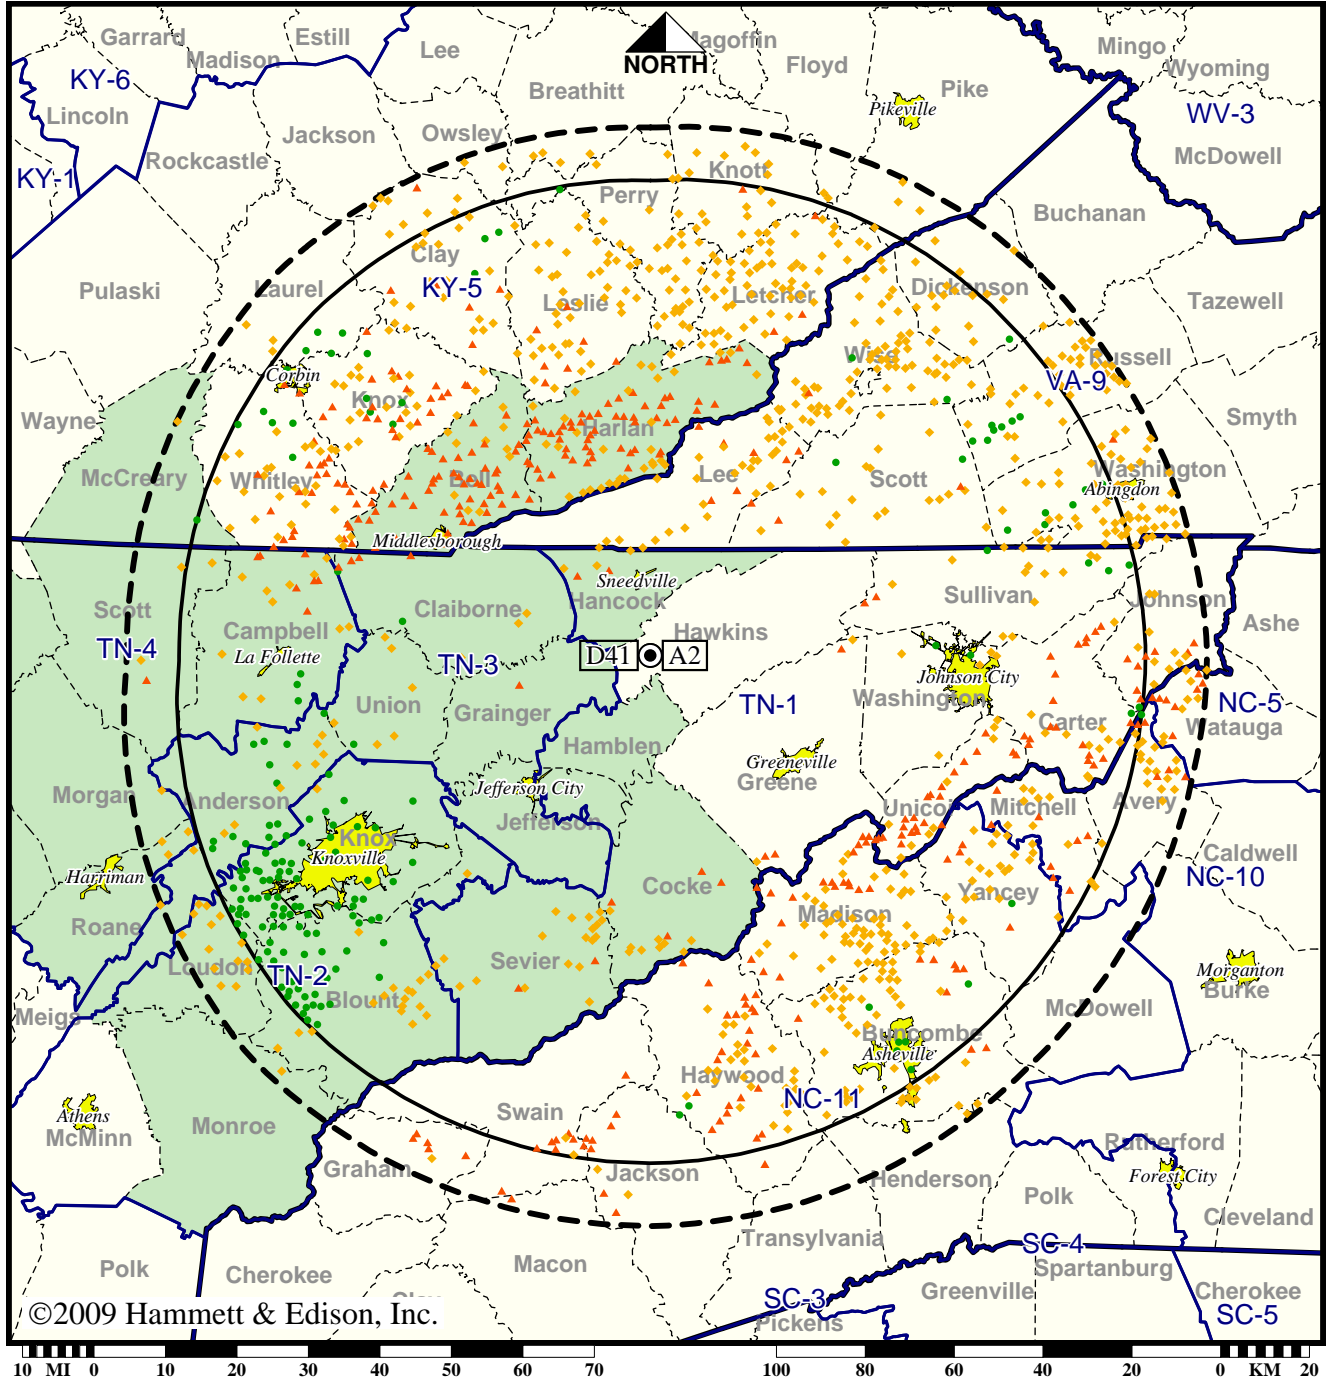 Garrard
Estill
Lee
NORTH
Magoffin
Mingo
Madison
Floyd
Wyoming
KY-6
Breathitt
Pike
Lincoln
Pikeville
WV-3
Jackson
Owsley
Rockcastle
McDowell
KY-1
Knott
Perry
Buchanan
Clay
Pulaski
Laurel
KY-5
Leslie
Letcher
Dickenson
Tazewell
Wise
Russell
Corbin
VA-9
Knox
Wayne
Harlan
Smyth
McCreary
Whitley
Bell
Lee
Scott
Washington
Abingdon
Middlesborough
Sneedville
Scott
Claiborne
Hancock
Sullivan
Johnson
Campbell
Hawkins
Ashe
TN-4
La Follette
TN-3
D41
A2
Johnson City
Union
Grainger
TN-1
Washington
NC-5
Carter
Watauga
Hamblen
Greeneville
Greene
Morgan
Anderson
Jefferson City
Jefferson
Unicoi
Mitchell
Avery
Knox
Knoxville
Caldwell
Harriman
Cocke
Yancey
NC-10
Roane
Madison
Loudon
TN-2
Sevier
Morganton
Burke
Meigs
Blount
McDowell
Buncombe
Asheville
Haywood
NC-11
Athens
McMinn
Monroe
Swain
Rutherford
Graham
Jackson
Henderson
Forest City
Polk
Cleveland
Transylvania
SC-4
Polk
Cherokee
Macon
Spartanburg
Greenville
Cherokee
Clay
SC-3
SC-5
©2009 Hammett & Edison, Inc.
Pickens
10 MI 0 10 20 30 40 50 60 70 100 80 60 40 20 0 KM 20